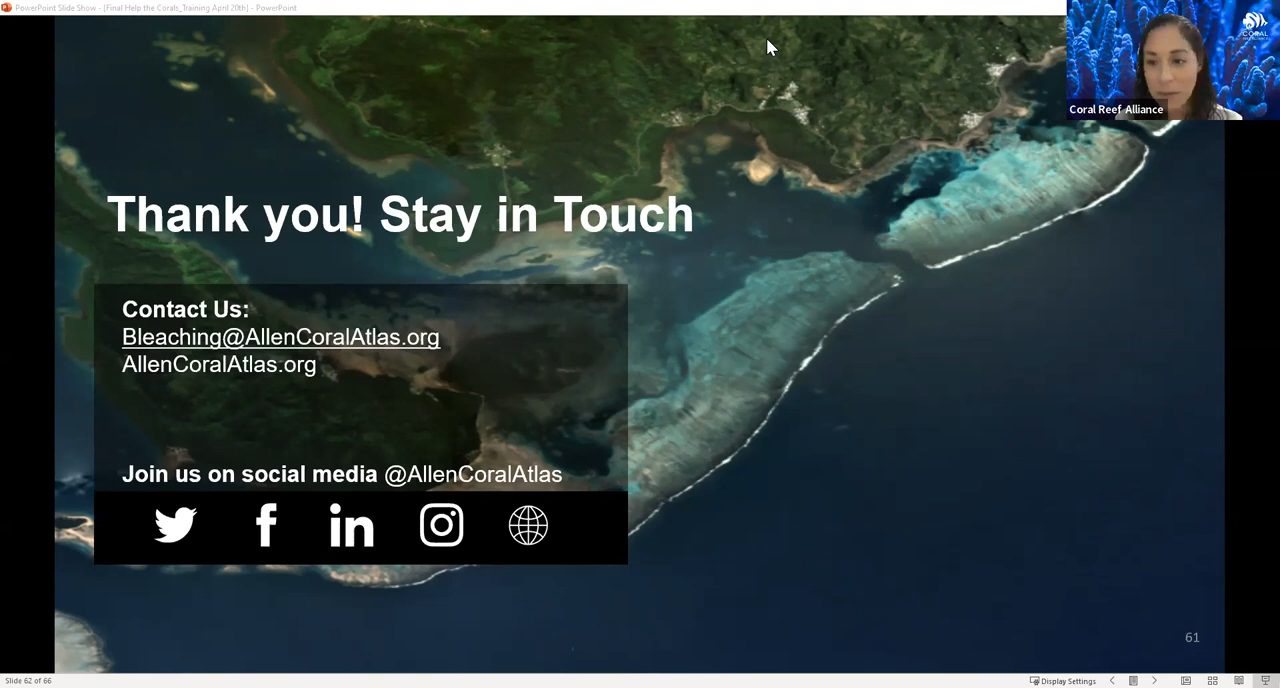 PowerPoint Slide Show - [Final Help the Corals_Training April 20th] - PowerPoint
CORAL
Coral Reef Alliance
Thank you! Stay in Touch
Contact Us:
Bleaching@AllenCoralAtlas.org
AllenCoralAtlas.org
Join us on social media @AllenCoralAtlas
61
Slide 62 of 66
Display Settings